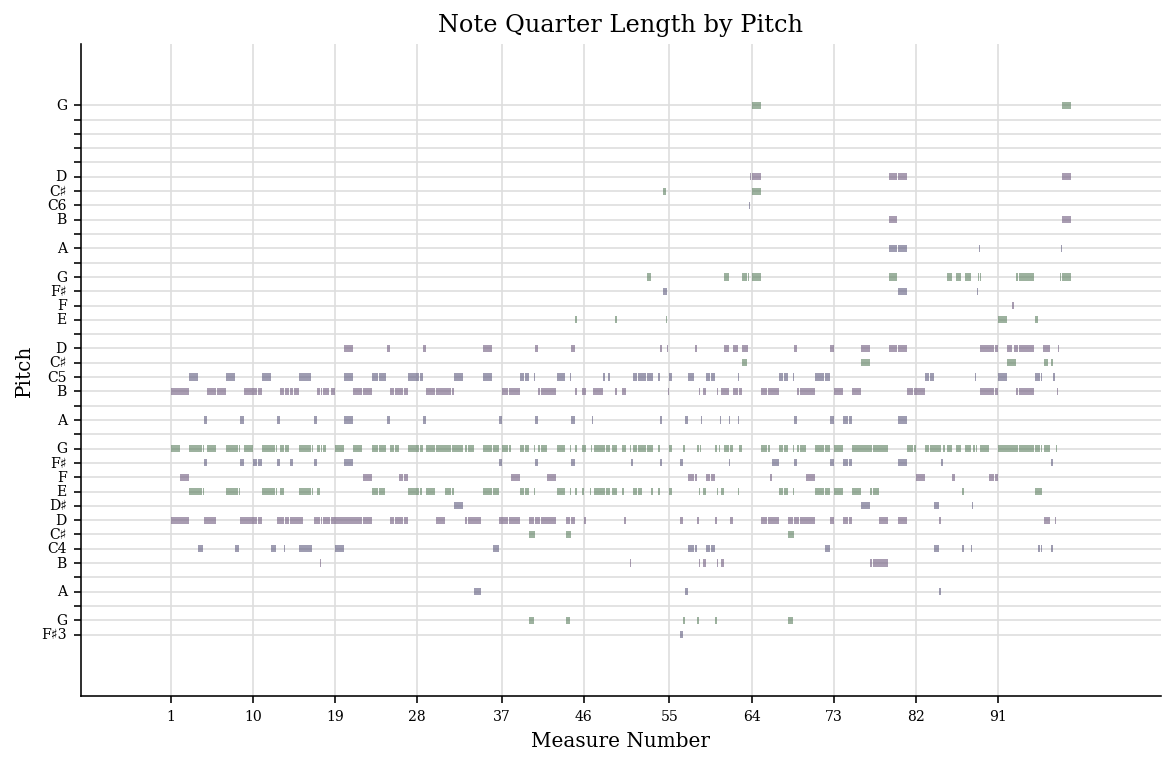 Note Quarter Length by Pitch
G
D
C♯
C6
B
A
G
F♯
F
E
D
C♯
C5
B
A
G
F♯
F
E
D♯
D
C♯
C4
B
A
G
F♯3
Pitch
1 10 19 28 37 46 55 64 73 82 91
Measure Number